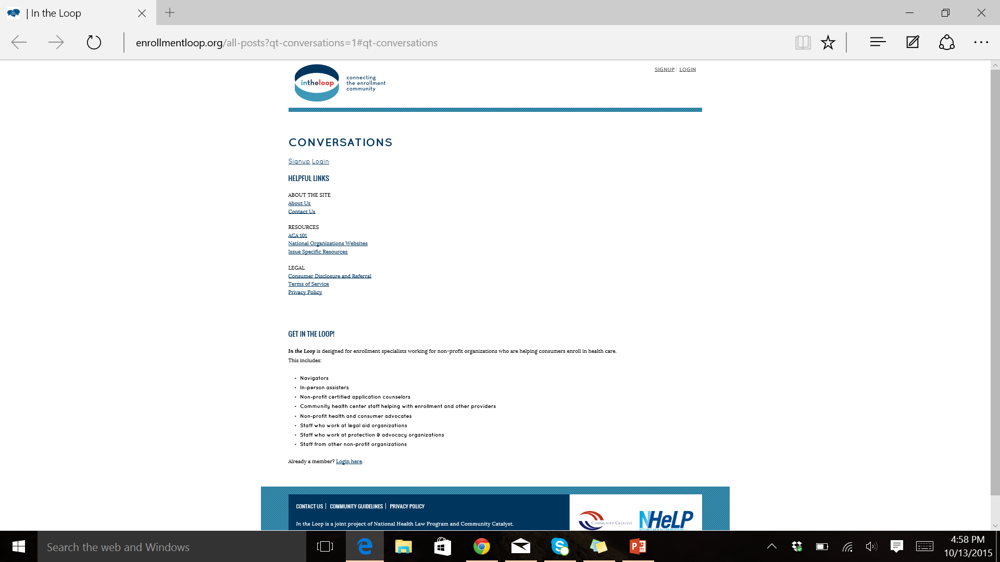 | In the Loop
enrollmentloop.org/all-posts?qt-conversations=1#qt-conversations
SIGNUP | LOGIN
intheloop
connecting
the enrollment
community
CONVERSATIONS
Signup Login
HELPFUL LINKS
ABOUT THE SITE
About Us
Contact Us
RESOURCES
ACA 101
National Organizations Websites
Issue Specific Resources
LEGAL
Consumer Disclosure and Referral
Terms of Service
Privacy Policy
GET IN THE LOOP!
In the Loop is designed for enrollment specialists working for non-profit organizations who are helping consumers enroll in health care.
This includes:
• Navigators
• In-person assisters
• Non-profit certified application counselors
• Community health center staff helping with enrollment and other providers
• Non-profit health and consumer advocates
• Staff who work at legal aid organizations
• Staff who work at protection & advocacy organizations
• Staff from other non-profit organizations
Already a member? Login here.
CONTACT US | COMMUNITY GUIDELINES | PRIVACY POLICY
In the Loop is a joint project of National Health Law Program and Community Catalyst.
COMMUNITY CATALYST
NHeLP
NATIONAL HEALTH LAW PROGRAM
Search the web and Windows
4:58 PM
10/13/2015